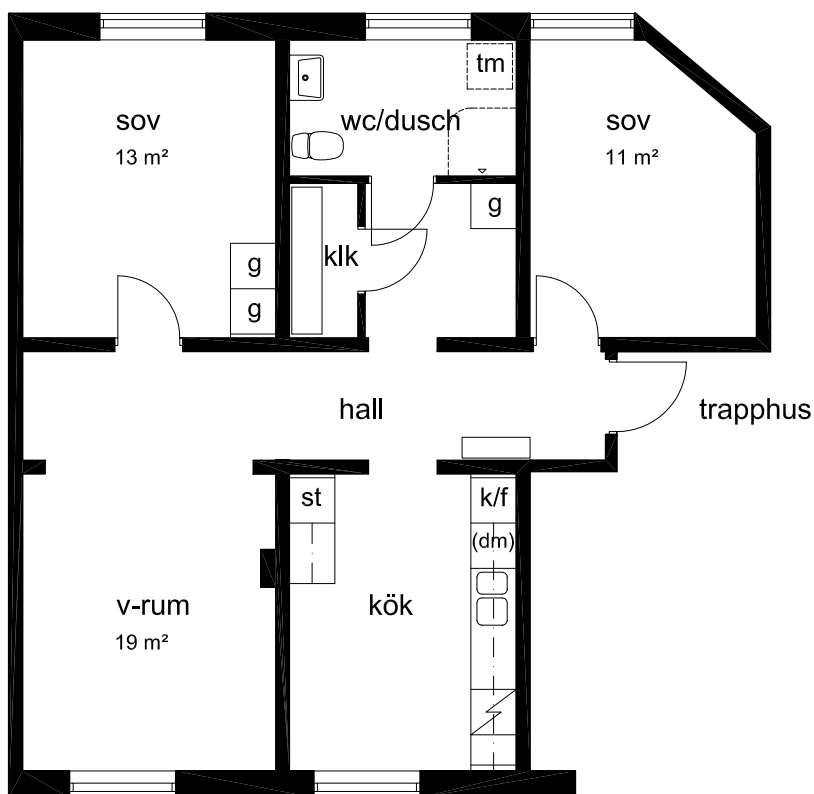 tm
sov
wc/dusch
sov
13 m²
11 m²
g
klk
g
g
hall
trapphus
st
k/f
(dm)
v-rum
kök
19 m²